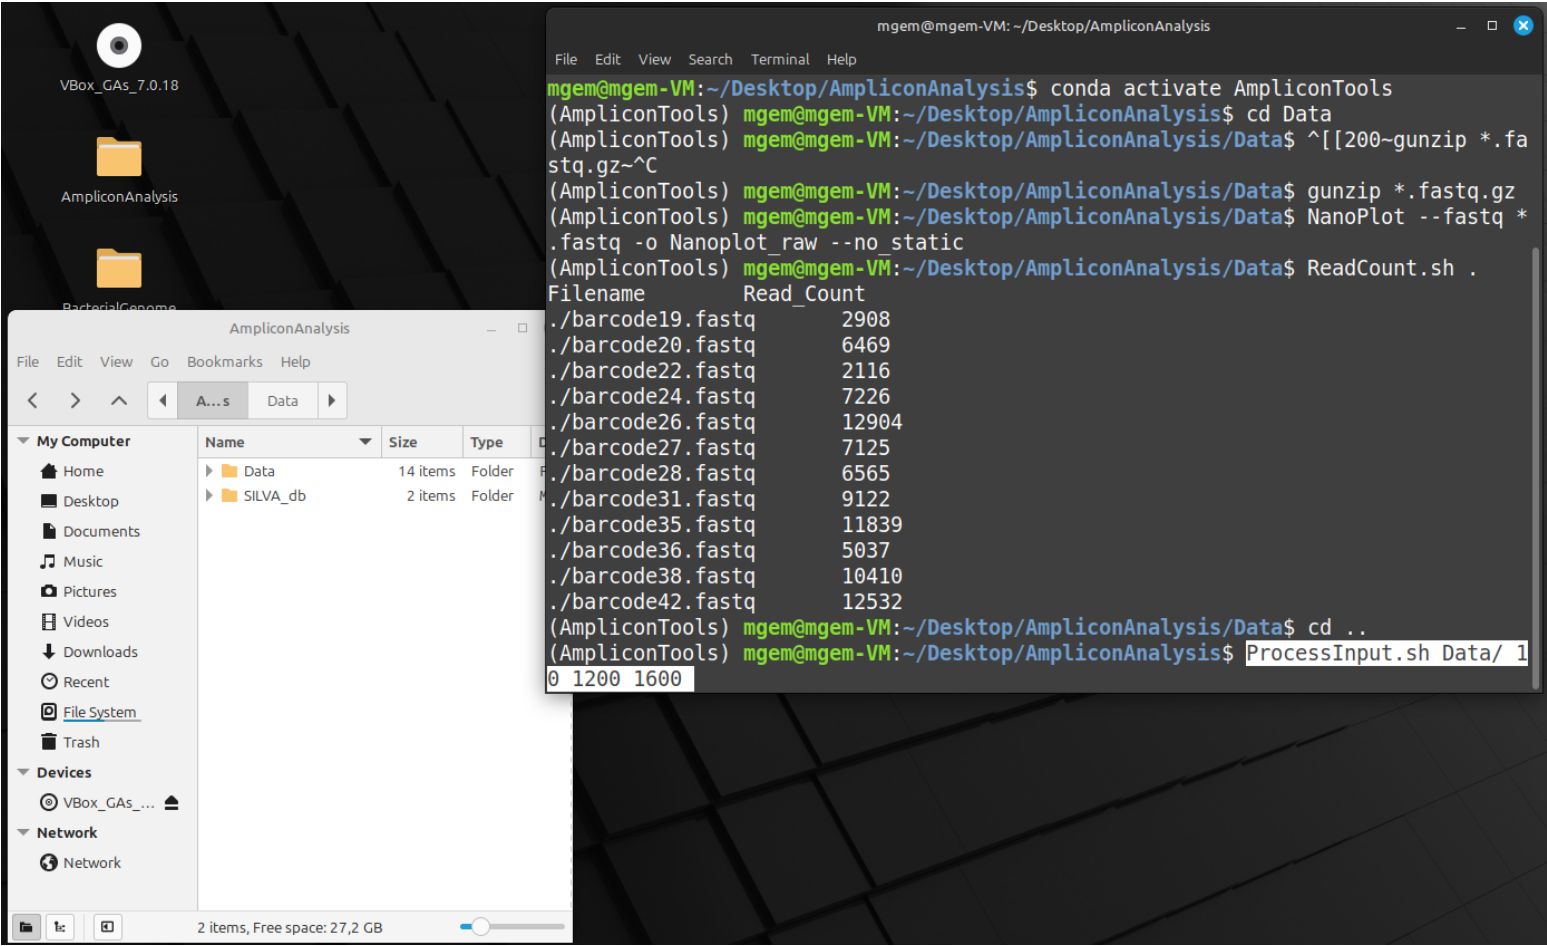 VBox_GAs_7.0.18
AmpliconAnalysis
BacterialGenome
mgem@mgem-VM: ~/Desktop/AmpliconAnalysis
File Edit View Search Terminal Help
mgem@mgem-VM:~/Desktop/AmpliconAnalysis$ conda activate AmpliconTools
(AmpliconTools) mgem@mgem-VM:~/Desktop/AmpliconAnalysis$ cd Data
(AmpliconTools) mgem@mgem-VM:~/Desktop/AmpliconAnalysis/Data$ ^[[200~gunzip *.fa
stq.gz~^C
(AmpliconTools) mgem@mgem-VM:~/Desktop/AmpliconAnalysis/Data$ gunzip *.fastq.gz
(AmpliconTools) mgem@mgem-VM:~/Desktop/AmpliconAnalysis/Data$ NanoPlot --fastq *
.fastq -o Nanoplot_raw --no_static
(AmpliconTools) mgem@mgem-VM:~/Desktop/AmpliconAnalysis/Data$ ReadCount.sh .
Filename Read_Count
./barcode19.fastq 2908
./barcode20.fastq 6469
./barcode22.fastq 2116
./barcode24.fastq 7226
./barcode26.fastq 12904
./barcode27.fastq 7125
./barcode28.fastq 6565
./barcode31.fastq 9122
./barcode35.fastq 11839
./barcode36.fastq 5037
./barcode38.fastq 10410
./barcode42.fastq 12532
(AmpliconTools) mgem@mgem-VM:~/Desktop/AmpliconAnalysis/Data$ cd ..
(AmpliconTools) mgem@mgem-VM:~/Desktop/AmpliconAnalysis$ ProcessInput.sh Data/ 1
0 1200 1600
AmpliconAnalysis
File Edit View Go Bookmarks Help
A...s Data
My Computer
Home
Desktop
Documents
Music
Pictures
Videos
Downloads
Recent
File System
Trash
Devices
VBox_GAs_...
Network
Network
Name Size Type
Data 14 items Folder
SILVA_db 2 items Folder
2 items, Free space: 27,2 GB